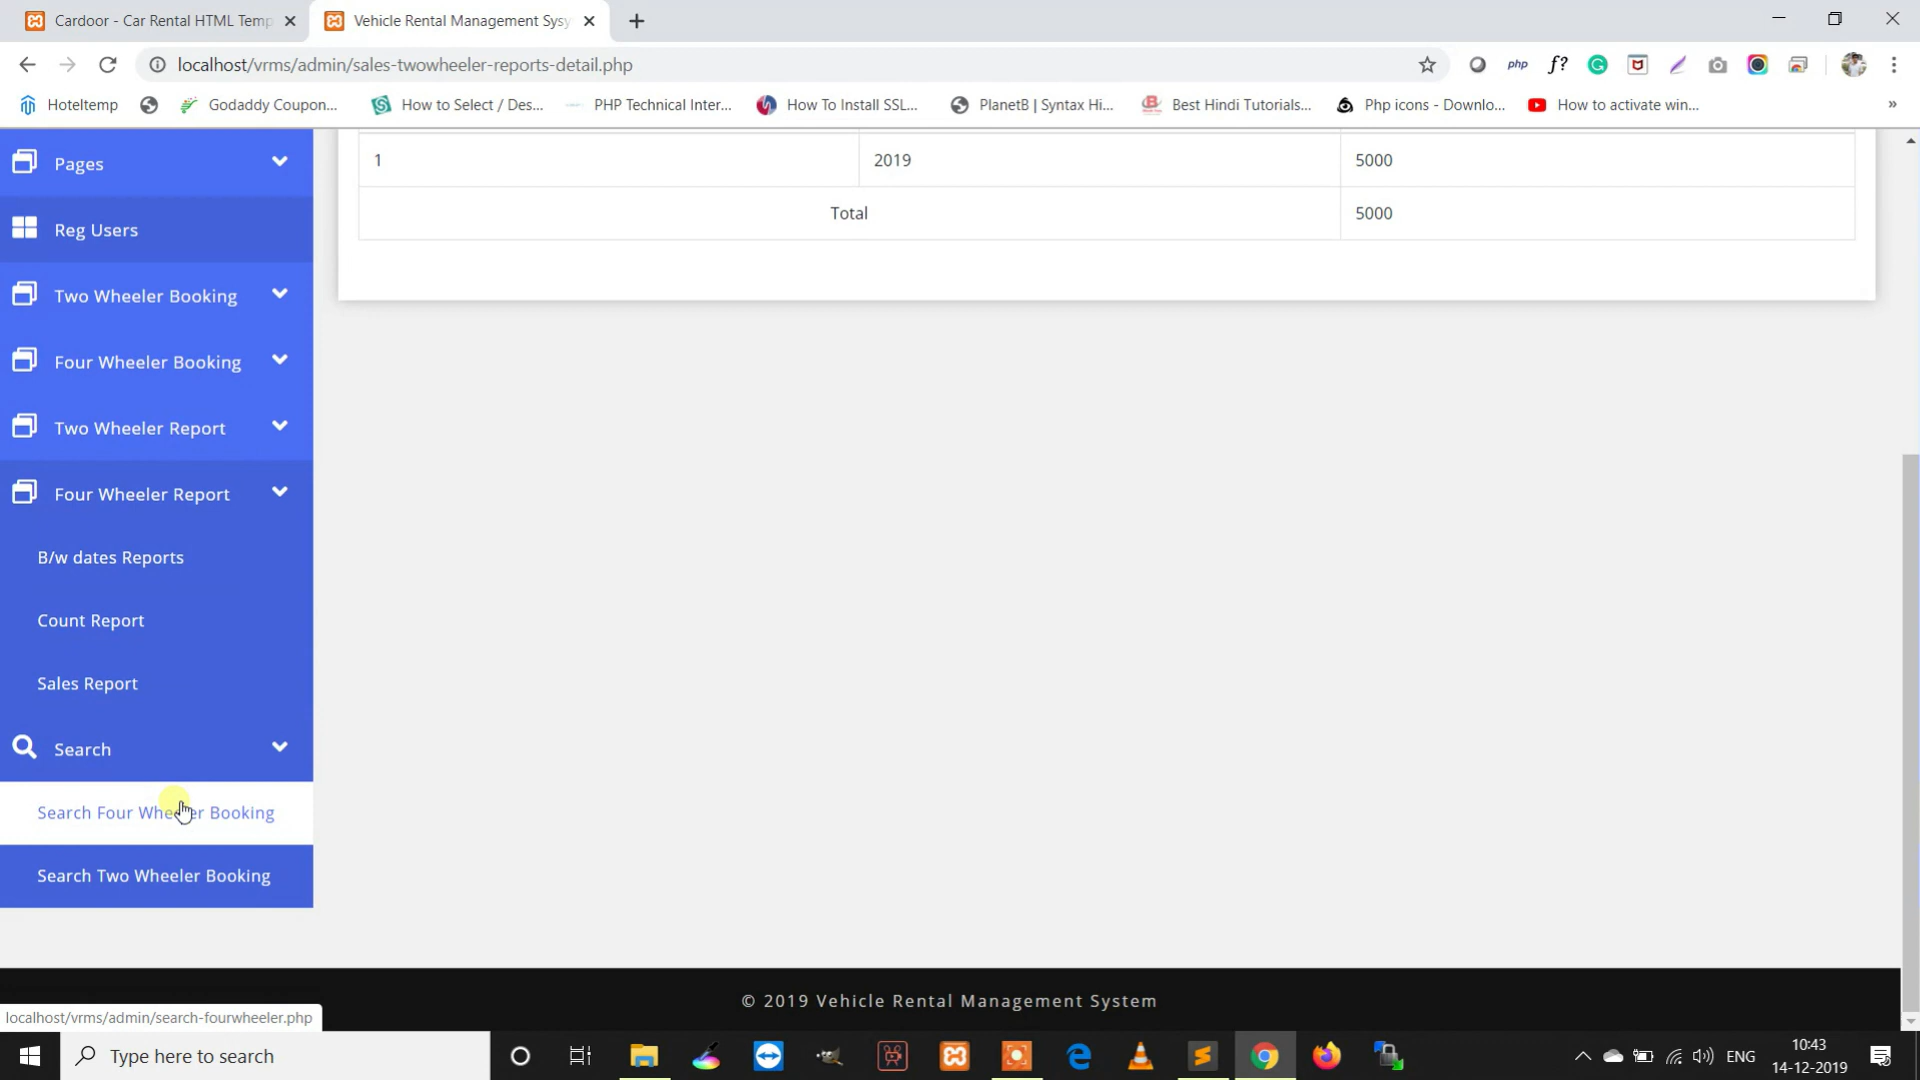 Cardoor - Car Rental HTML Temp
Vehicle Rental Management Sysy
localhost/vrms/admin/sales-twowheeler-reports-detail.php
php
f?
Hoteltemp
Godaddy Coupon...
How to Select / Des...
PHP Technical Inter...
How To Install SSL...
PlanetB | Syntax Hi...
Best Hindi Tutorials...
Php icons - Downlo...
How to activate win...
»
Pages
Reg Users
Two Wheeler Booking
Four Wheeler Booking
Two Wheeler Report
Four Wheeler Report
B/w dates Reports
Count Report
Sales Report
Search
Search Four Wheeler Booking
Search Two Wheeler Booking
1 2019 5000
Total 5000
© 2019 Vehicle Rental Management System
localhost/vrms/admin/search-fourwheeler.php
Type here to search
ENG
10:43
14-12-2019